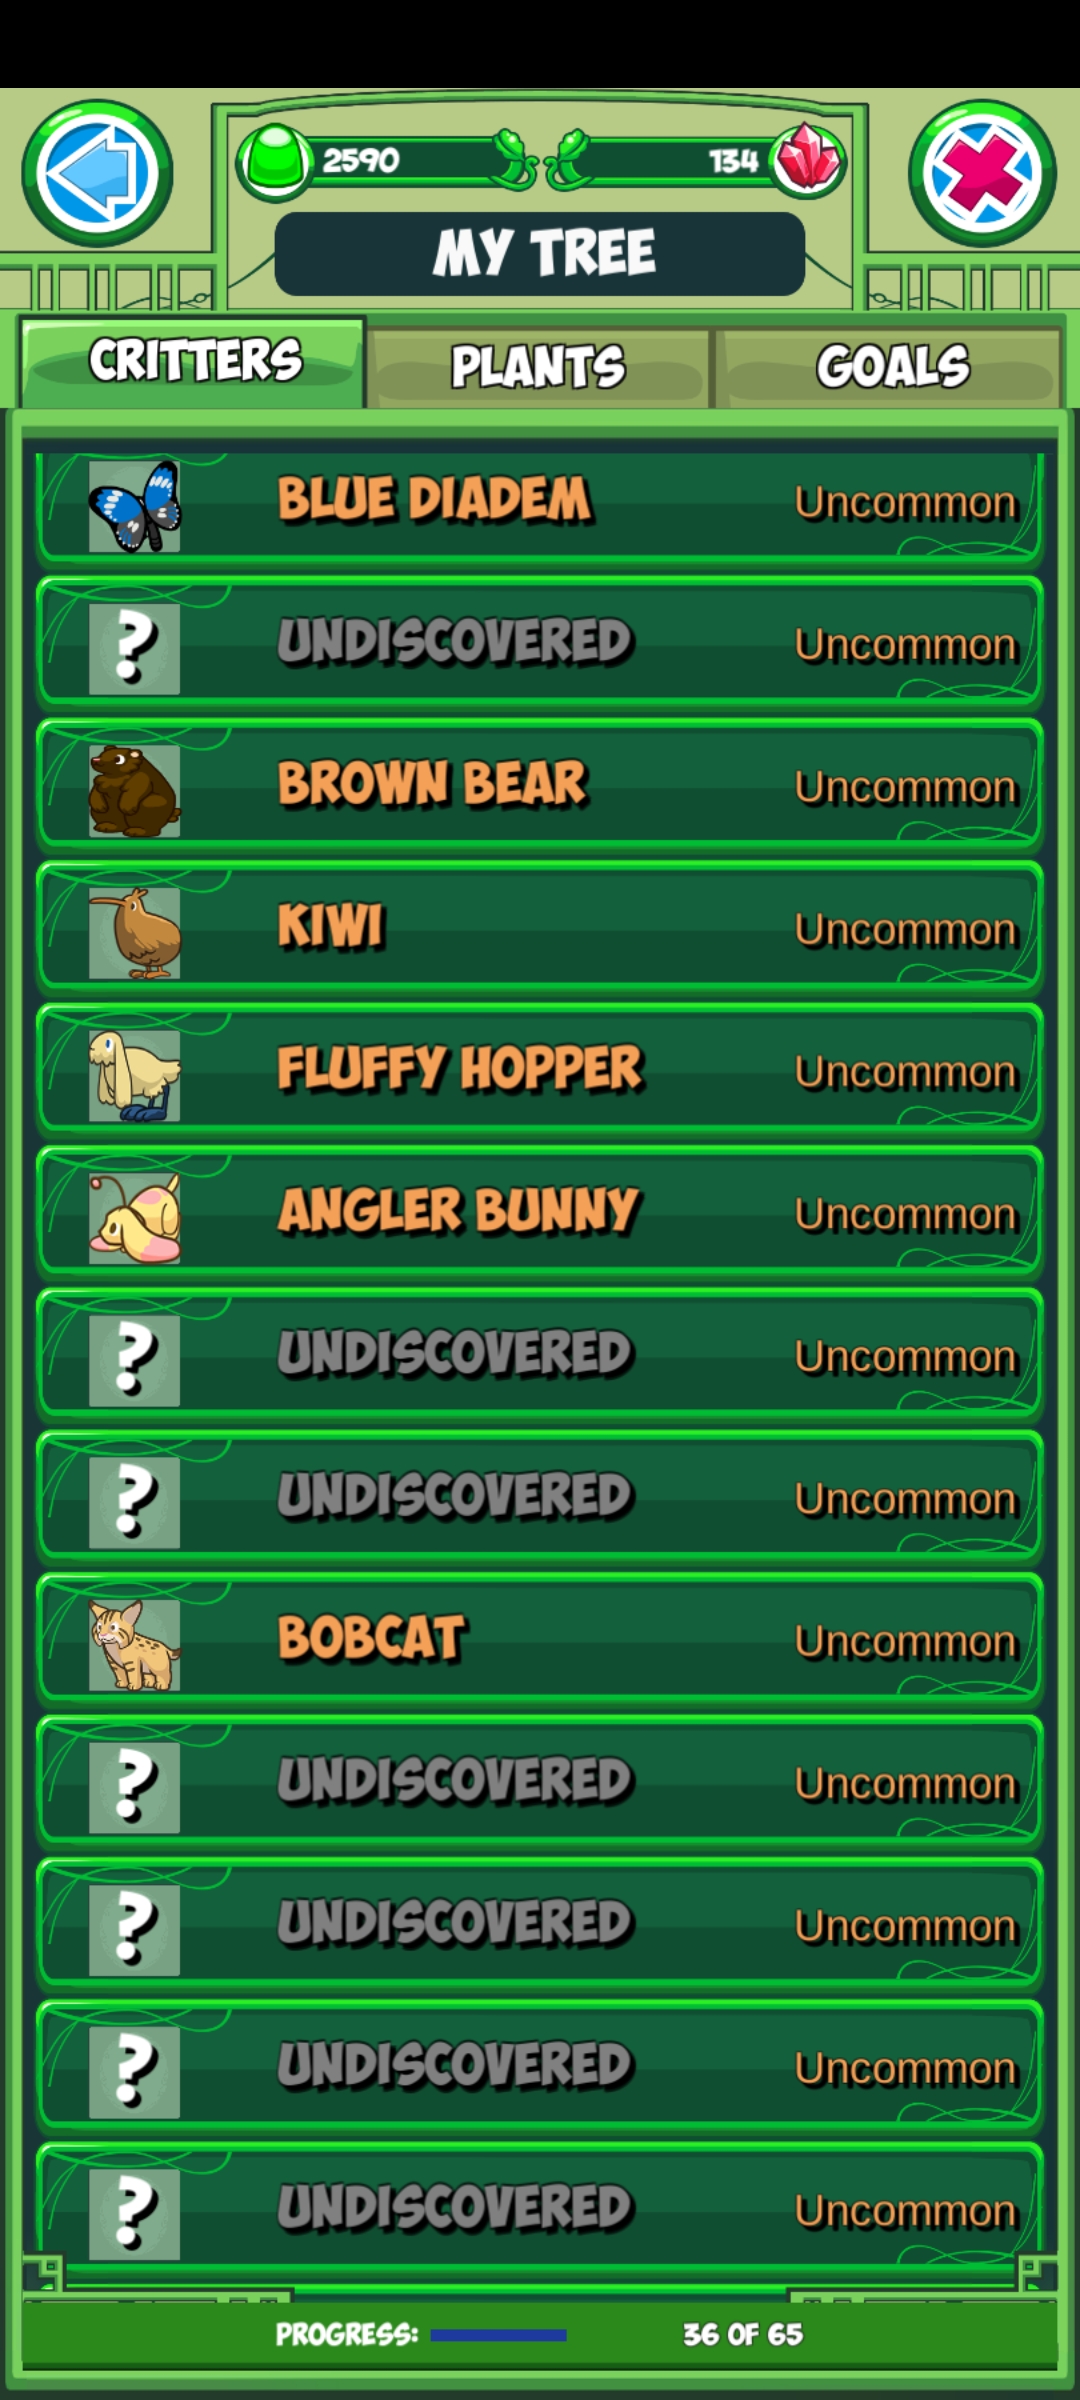 2590
134
MY TREE
CRITTERS
PLANTS
GOALS
BLUE DIADEM Uncommon
? UNDISCOVERED Uncommon
BROWN BEAR Uncommon
KIWI Uncommon
FLUFFY HOPPER Uncommon
ANGLER BUNNY Uncommon
? UNDISCOVERED Uncommon
? UNDISCOVERED Uncommon
BOBCAT Uncommon
? UNDISCOVERED Uncommon
? UNDISCOVERED Uncommon
? UNDISCOVERED Uncommon
? UNDISCOVERED Uncommon
PROGRESS: 36 OF 65